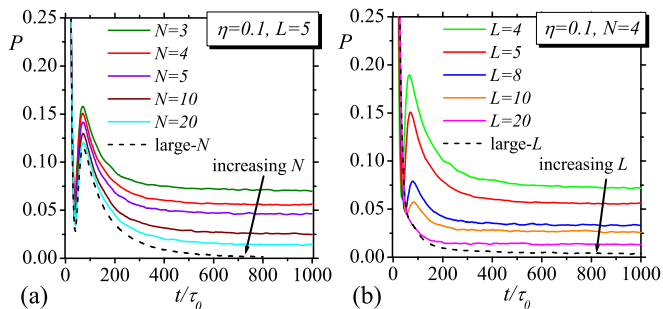 P
0.25
0.20
0.15
0.10
0.05
0.00
η=0.1, L=5
N=3
N=4
N=5
N=10
N=20
large-N
increasing N
0 200 400 600 800 1000
(a)
t/τ0
P
0.25
0.20
0.15
0.10
0.05
0.00
η=0.1, N=4
L=4
L=5
L=8
L=10
L=20
large-L
increasing L
0 200 400 600 800 1000
(b)
t/τ0